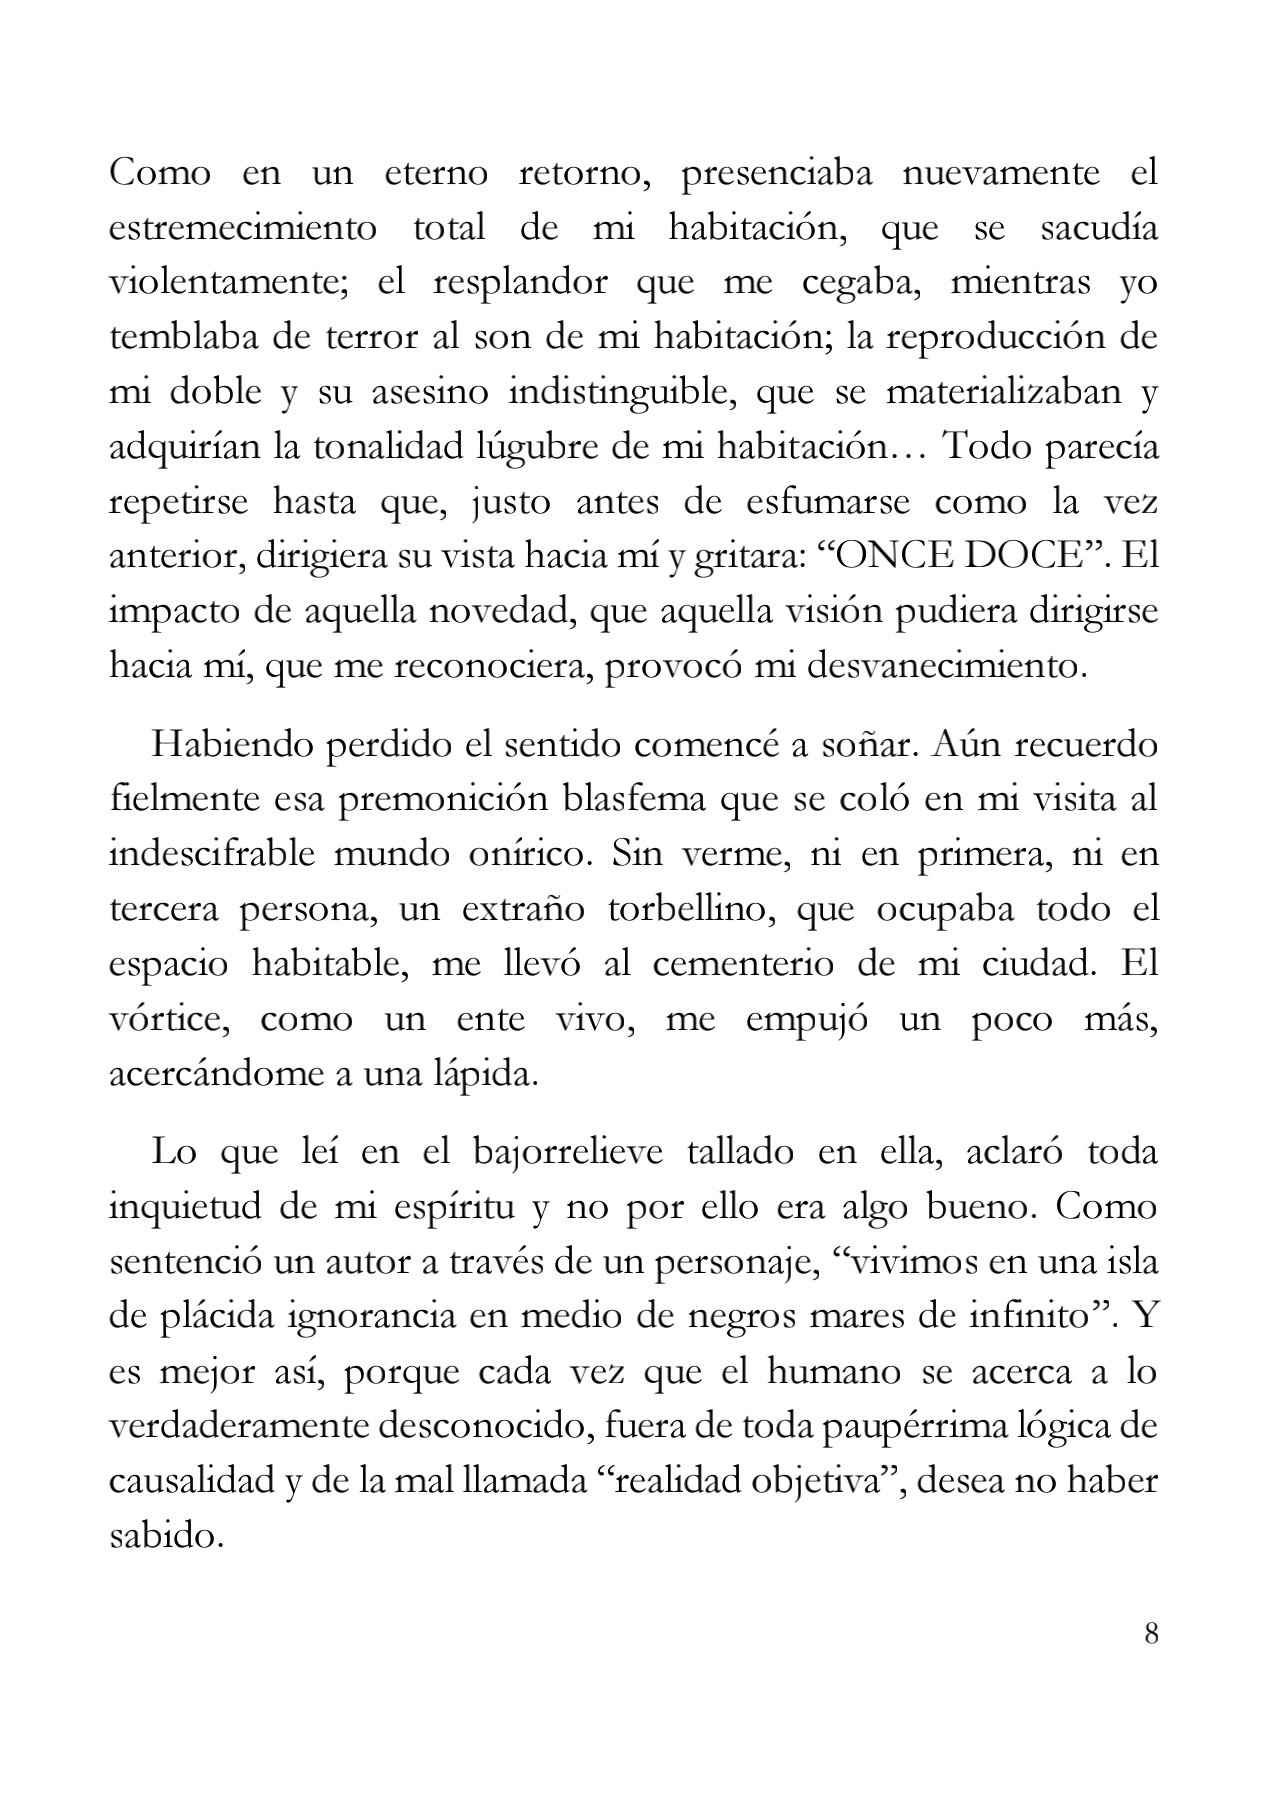 Como en un eterno retorno, presenciaba nuevamente el
estremecimiento total de mi habitación, que se sacudía
violentamente; el resplandor que me cegaba, mientras yo
temblaba de terror al son de mi habitación; la reproducción de
mi doble y su asesino indistinguible, que se materializaban y
adquirían la tonalidad lúgubre de mi habitación… Todo parecía
repetirse hasta que, justo antes de esfumarse como la vez
anterior, dirigiera su vista hacia mí y gritara: “ONCE DOCE”. El
impacto de aquella novedad, que aquella visión pudiera dirigirse
hacia mí, que me reconociera, provocó mi desvanecimiento.
Habiendo perdido el sentido comencé a soñar. Aún recuerdo
fielmente esa premonición blasfema que se coló en mi visita al
indescifrable mundo onírico. Sin verme, ni en primera, ni en
tercera persona, un extraño torbellino, que ocupaba todo el
espacio habitable, me llevó al cementerio de mi ciudad. El
vórtice, como un ente vivo, me empujó un poco más,
acercándome a una lápida.
Lo que leí en el bajorrelieve tallado en ella, aclaró toda
inquietud de mi espíritu y no por ello era algo bueno. Como
sentenció un autor a través de un personaje, “vivimos en una isla
de plácida ignorancia en medio de negros mares de infinito”. Y
es mejor así, porque cada vez que el humano se acerca a lo
verdaderamente desconocido, fuera de toda paupérrima lógica de
causalidad y de la mal llamada “realidad objetiva”, desea no haber
sabido.
8